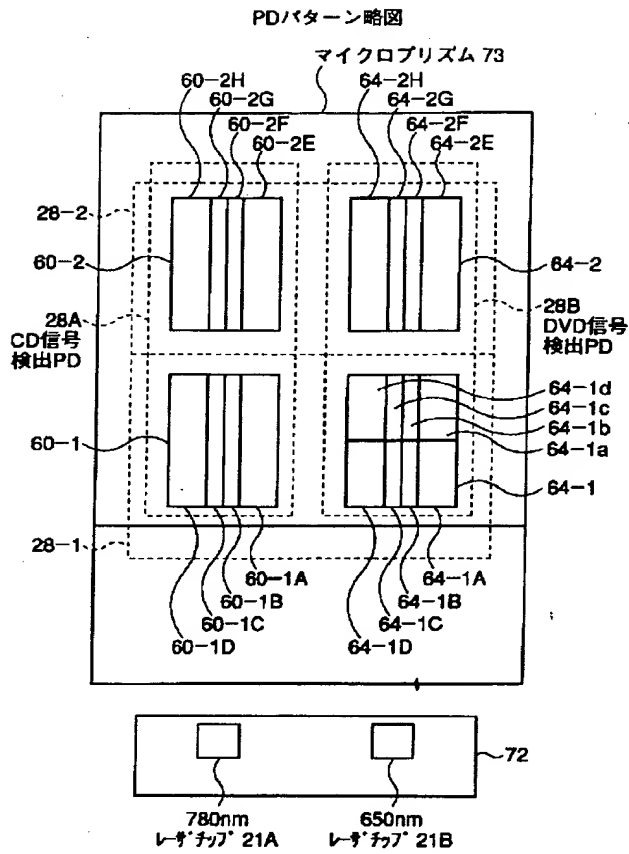 PDパターン略図
マイクロプリズム 73
60-2H
60-2G
60-2F
60-2E
64-2H
64-2G
64-2F
64-2E
28-2
60-2
64-2
28A
CD信号
検出PD
28B
DVD信号
検出PD
64-1d
64-1c
64-1b
64-1a
60-1
64-1
28-1
60-1A
60-1B
60-1C
60-1D
64-1A
64-1B
64-1C
64-1D
72
780nm
レーザチップ 21A
650nm
レーザチップ 21B